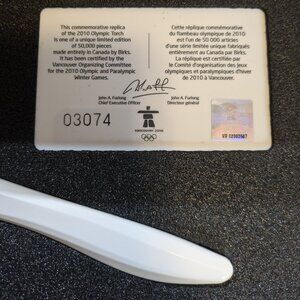 This commemorative replica
of the 2010 Olympic Torch
is one of a unique limited edition
of 50,000 pieces
made entirely in Canada by Birks.
It has been certified by the
Vancouver Organizing Committee
for the 2010 Olympic and Paralympic
Winter Games.
John A. Furlong
Chief Executive Officer
03074
Cette réplique commémorative
du flambeau olympique de 2010
est l'un de 50 000 articles
d'une série limitée unique fabriqués
entièrement au Canada par Birks.
La réplique est certifiée par
le Comité d'organisation des jeux
olympiques et paralympiques d'hiver
de 2010 à Vancouver.
John A. Furlong
Directeur général
vancouver 2010